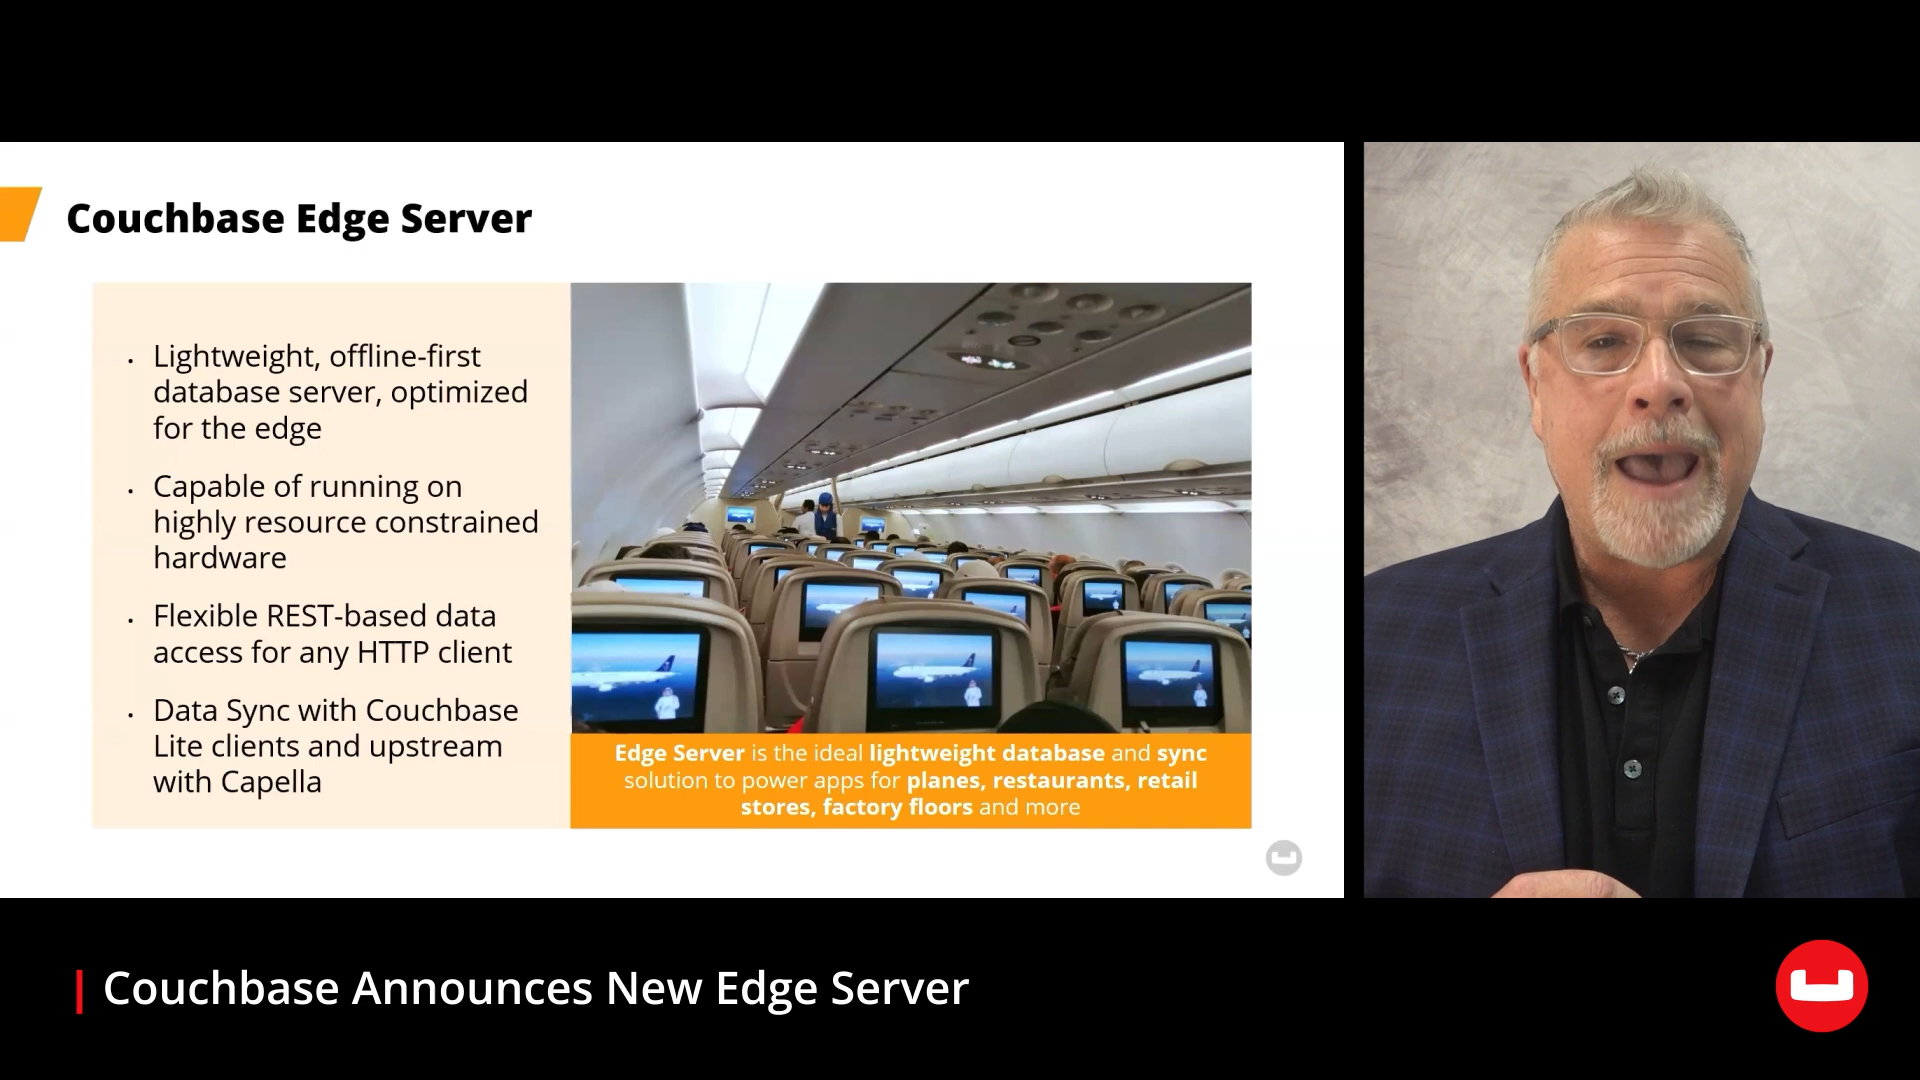 Couchbase Edge Server
Lightweight, offline-first
database server, optimized
for the edge
Capable of running on
highly resource constrained
hardware
Flexible REST-based data
access for any HTTP client
Data Sync with Couchbase
Lite clients and upstream
with Capella
Edge Server is the ideal lightweight database and sync
solution to power apps for planes, restaurants, retail
stores, factory floors and more
Couchbase Announces New Edge Server